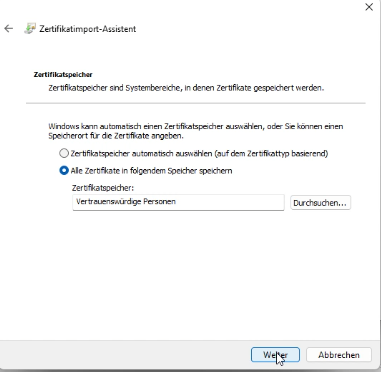 Zertifikatimport-Assistent
Zertifikatspeicher
Zertifikatspeicher sind Systembereiche, in denen Zertifikate gespeichert werden.
Windows kann automatisch einen Zertifikatspeicher auswählen, oder Sie können einen
Speicherort für die Zertifikate angeben.
Zertifikatspeicher automatisch auswählen (auf dem Zertifikattyp basierend)
Alle Zertifikate in folgendem Speicher speichern
Zertifikatspeicher:
Vertrauenswürdige Personen
Durchsuchen...
Weiter
Abbrechen